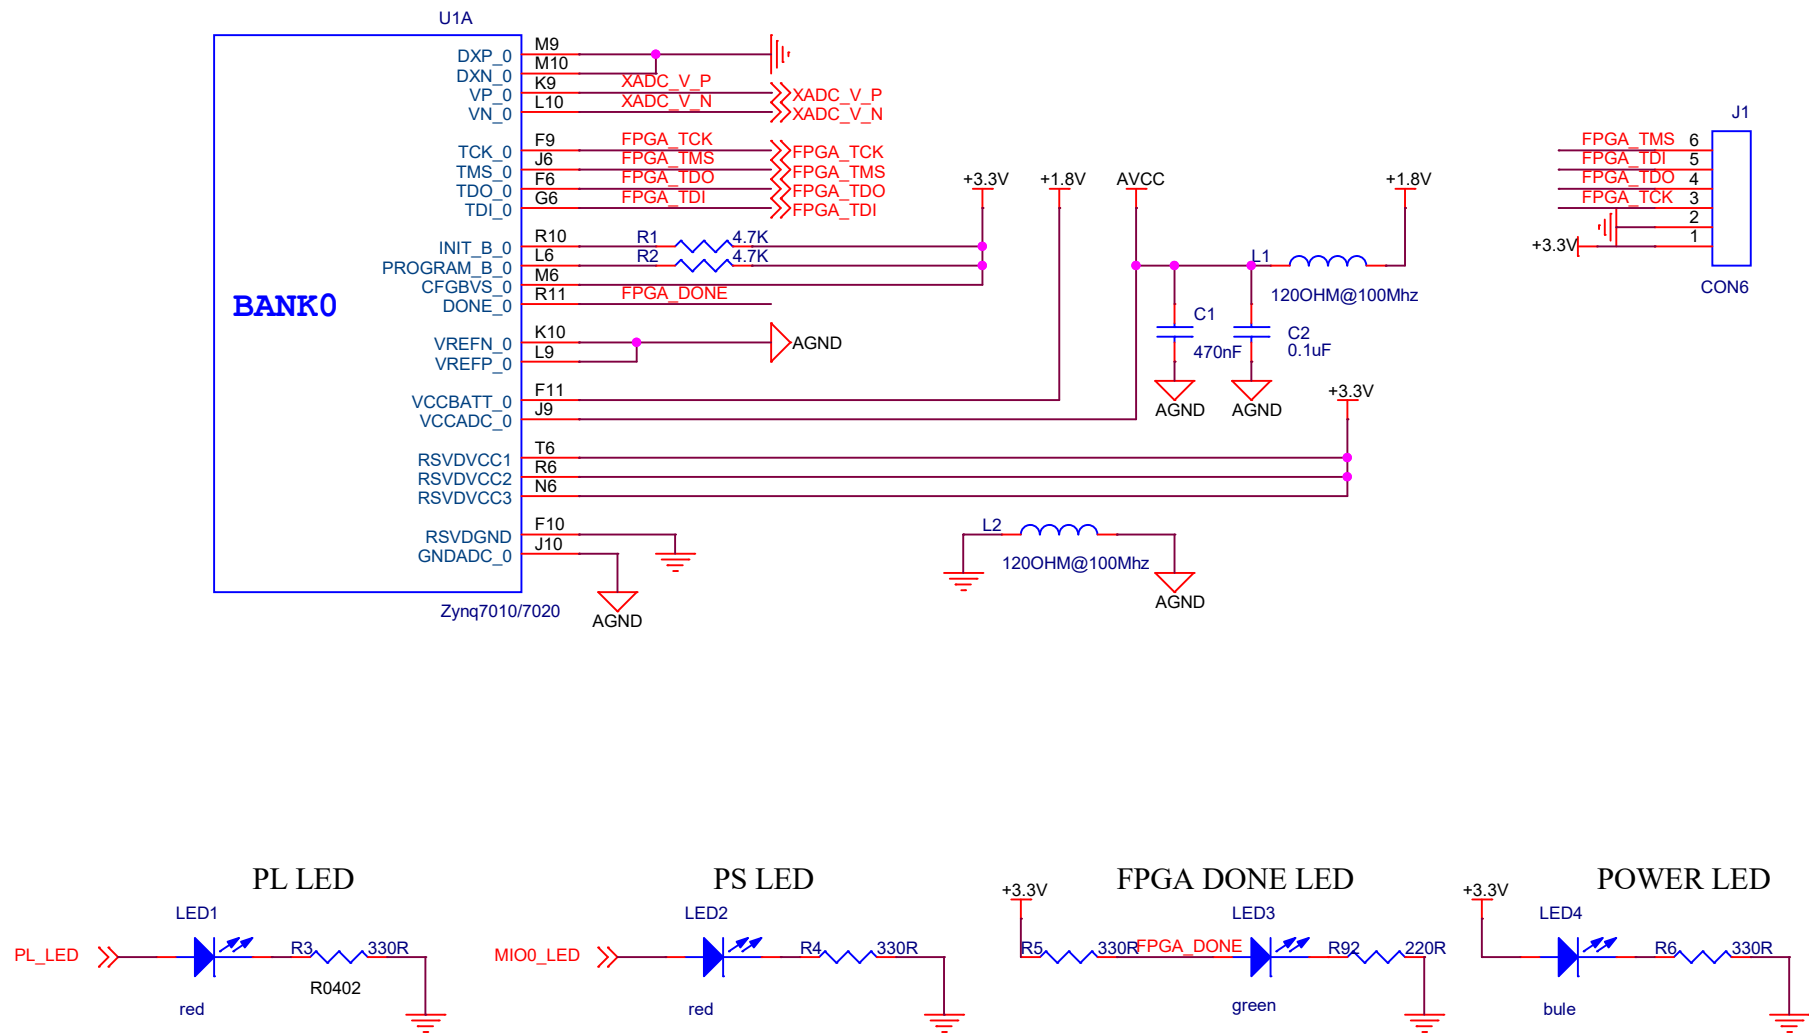 U1A
BANK0
DXP_0 M9
DXN_0 M10
VP_0 K9 XADC_V_P XADC_V_P
VN_0 L10 XADC_V_N XADC_V_N
TCK_0 F9 FPGA_TCK FPGA_TCK
TMS_0 J6 FPGA_TMS FPGA_TMS
TDO_0 F6 FPGA_TDO FPGA_TDO
TDI_0 G6 FPGA_TDI FPGA_TDI
INIT_B_0 R10 R1 4.7K
PROGRAM_B_0 L6 R2 4.7K
CFGBVS_0 M6
DONE_0 R11 FPGA_DONE
VREFN_0 K10 AGND
VREFP_0 L9
VCCBATT_0 F11
VCCADC_0 J9
RSVDVCC1 T6
RSVDVCC2 R6
RSVDVCC3 N6
RSVDGND F10
GNDADC_0 J10
Zynq7010/7020
AGND
+3.3V +1.8V AVCC +1.8V
L1
120OHM@100Mhz
C1
470nF
C2
0.1uF
AGND AGND
+3.3V
L2
120OHM@100Mhz
AGND
J1
FPGA_TMS 6
FPGA_TDI 5
FPGA_TDO 4
FPGA_TCK 3
2
+3.3V 1
CON6
PL LED
LED1
PL_LED R3 330R
R0402
red
PS LED
LED2
MIO0_LED R4 330R
red
FPGA DONE LED
+3.3V
LED3
R5 330R FPGA_DONE R92 220R
green
POWER LED
+3.3V
LED4
R6 330R
bule